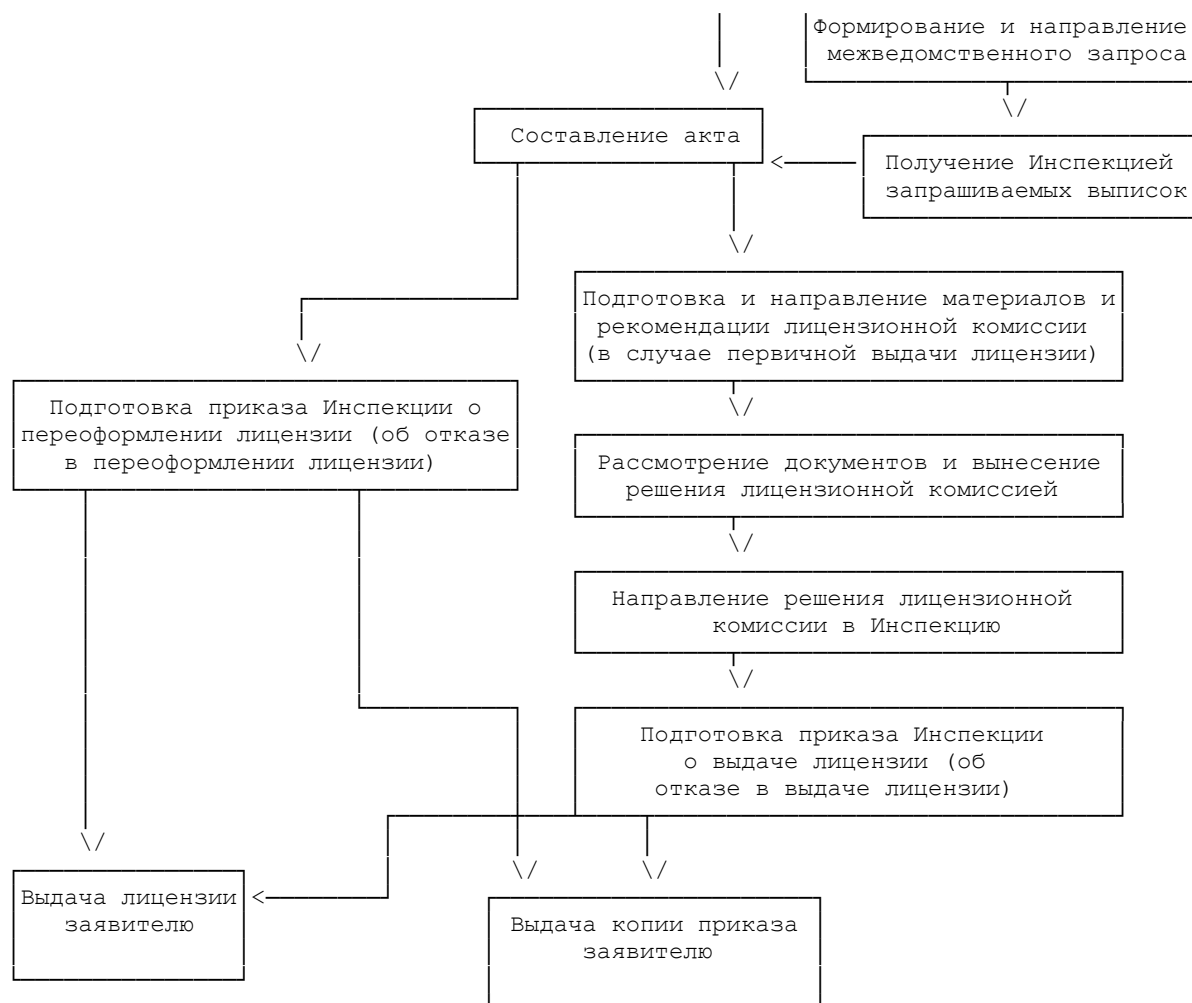 Формирование и направление
межведомственного запроса
Составление акта
Получение Инспекцией
запрашиваемых выписок
Подготовка и направление материалов и
рекомендации лицензионной комиссии
(в случае первичной выдачи лицензии)
Подготовка приказа Инспекции о
переоформлении лицензии (об отказе
в переоформлении лицензии)
Рассмотрение документов и вынесение
решения лицензионной комиссией
Направление решения лицензионной
комиссии в Инспекцию
Подготовка приказа Инспекции
о выдаче лицензии (об
отказе в выдаче лицензии)
Выдача лицензии
заявителю
Выдача копии приказа
заявителю